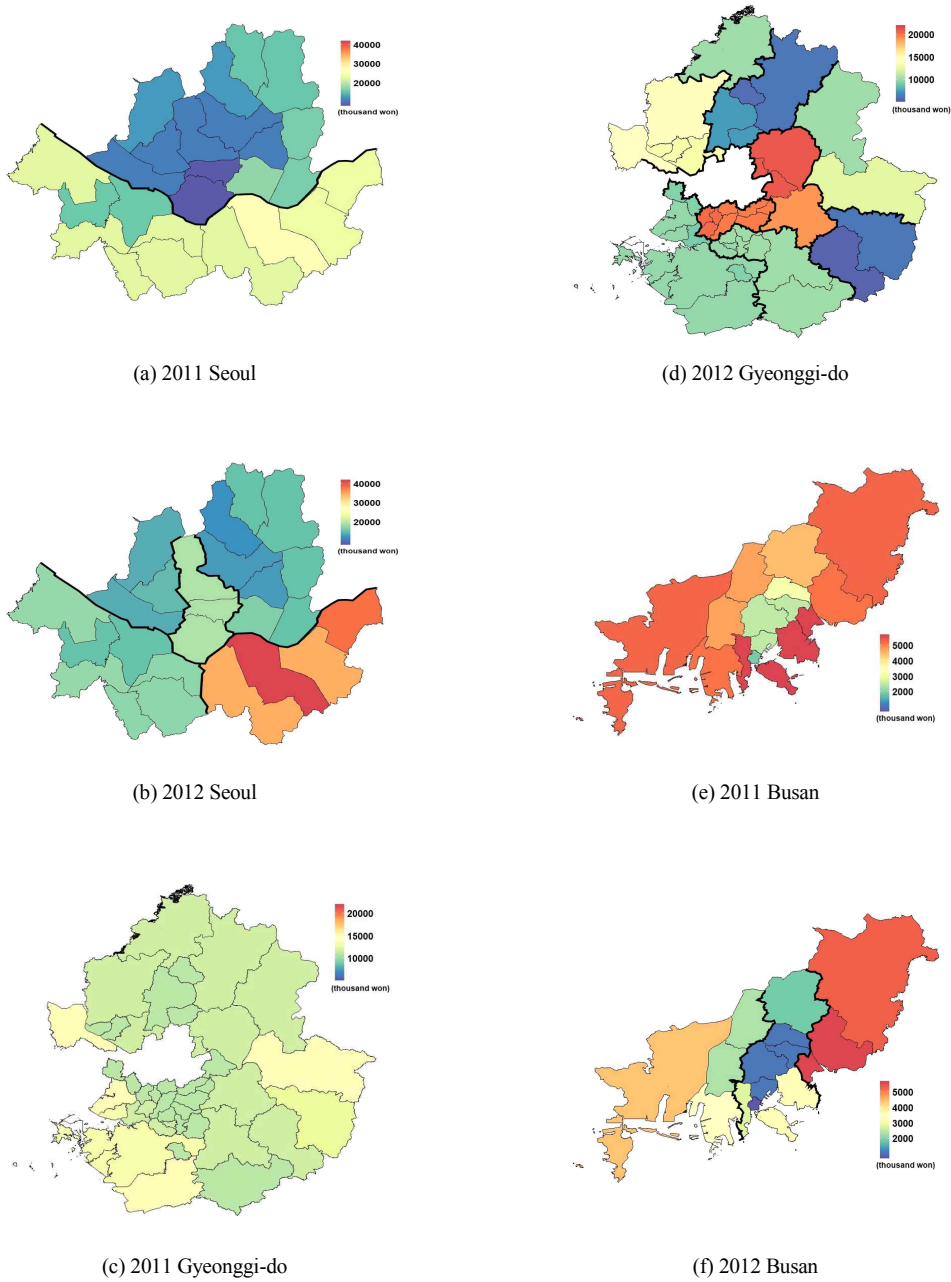 40000
30000
20000
(thousand won)
(a) 2011 Seoul
20000
15000
10000
(thousand won)
(d) 2012 Gyeonggi-do
40000
30000
20000
(thousand won)
(b) 2012 Seoul
5000
4000
3000
2000
(thousand won)
(e) 2011 Busan
20000
15000
10000
(thousand won)
(c) 2011 Gyeonggi-do
5000
4000
3000
2000
(thousand won)
(f) 2012 Busan